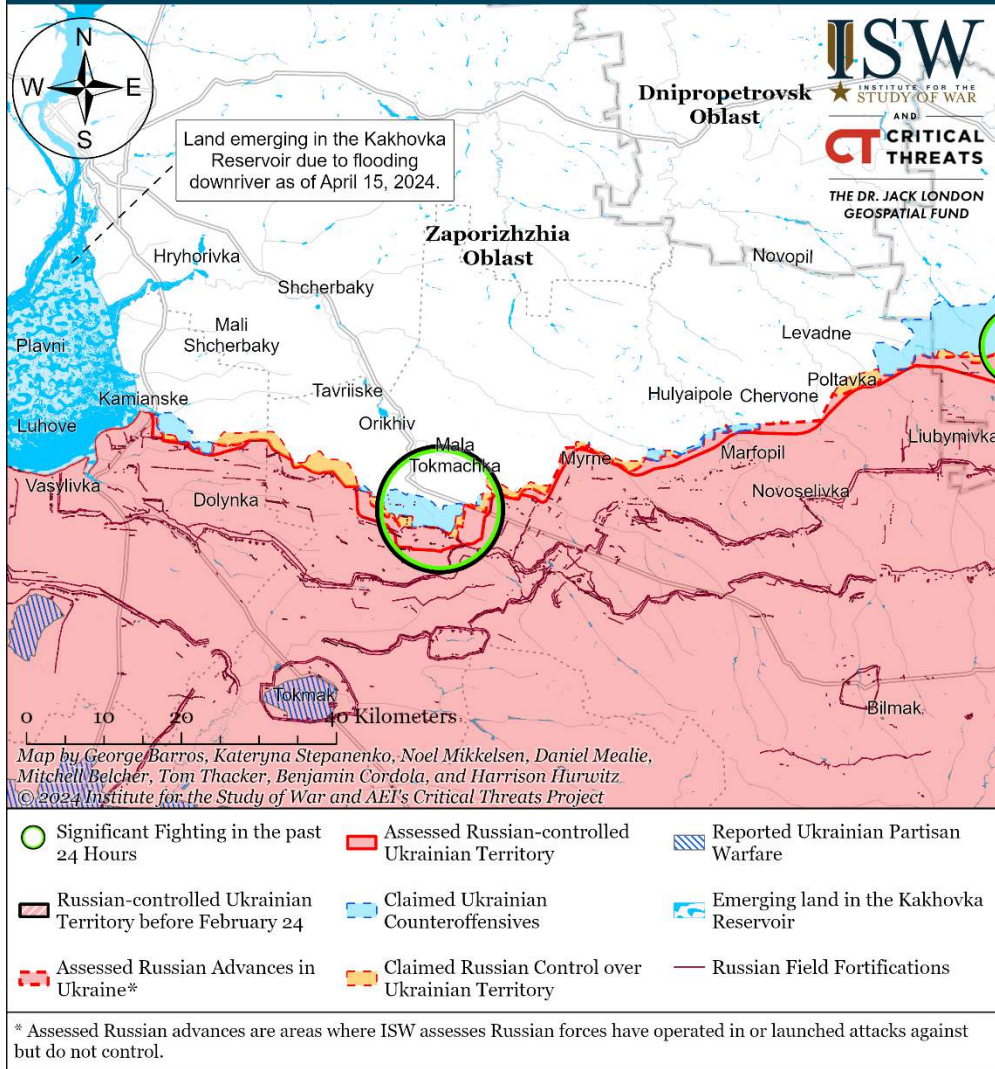 N
W E
S
ISW
INSTITUTE FOR THE
STUDY OF WAR
AND
CT CRITICAL
THREATS
THE DR. JACK LONDON
GEOSPATIAL FUND
Dnipropetrovsk
Oblast
Land emerging in the Kakhovka
Reservoir due to flooding
downriver as of April 15, 2024.
Zaporizhzhia
Oblast
Hryhorivka
Novopil
Shcherbaky
Mali
Shcherbaky
Levadne
Plavni
Tavriiske
Poltavka
Kamianske
Hulyaipole
Chervone
Orikhiv
Luhove
Mala
Tokmachka
Liubymivka
Myrne
Marfopil
Vasylivka
Dolynka
Novoselivka
Tokmak
Bilmak
0 10 20 40 Kilometers
Map by George Barros, Kateryna Stepanenko, Noel Mikkelsen, Daniel Mealie,
Mitchell Belcher, Tom Thacker, Benjamin Cordola, and Harrison Hurwitz
© 2024 Institute for the Study of War and AEI's Critical Threats Project
Significant Fighting in the past
24 Hours
Assessed Russian-controlled
Ukrainian Territory
Reported Ukrainian Partisan
Warfare
Russian-controlled Ukrainian
Territory before February 24
Claimed Ukrainian
Counteroffensives
Emerging land in the Kakhovka
Reservoir
Assessed Russian Advances in
Ukraine*
Claimed Russian Control over
Ukrainian Territory
Russian Field Fortifications
* Assessed Russian advances are areas where ISW assesses Russian forces have operated in or launched attacks against
but do not control.